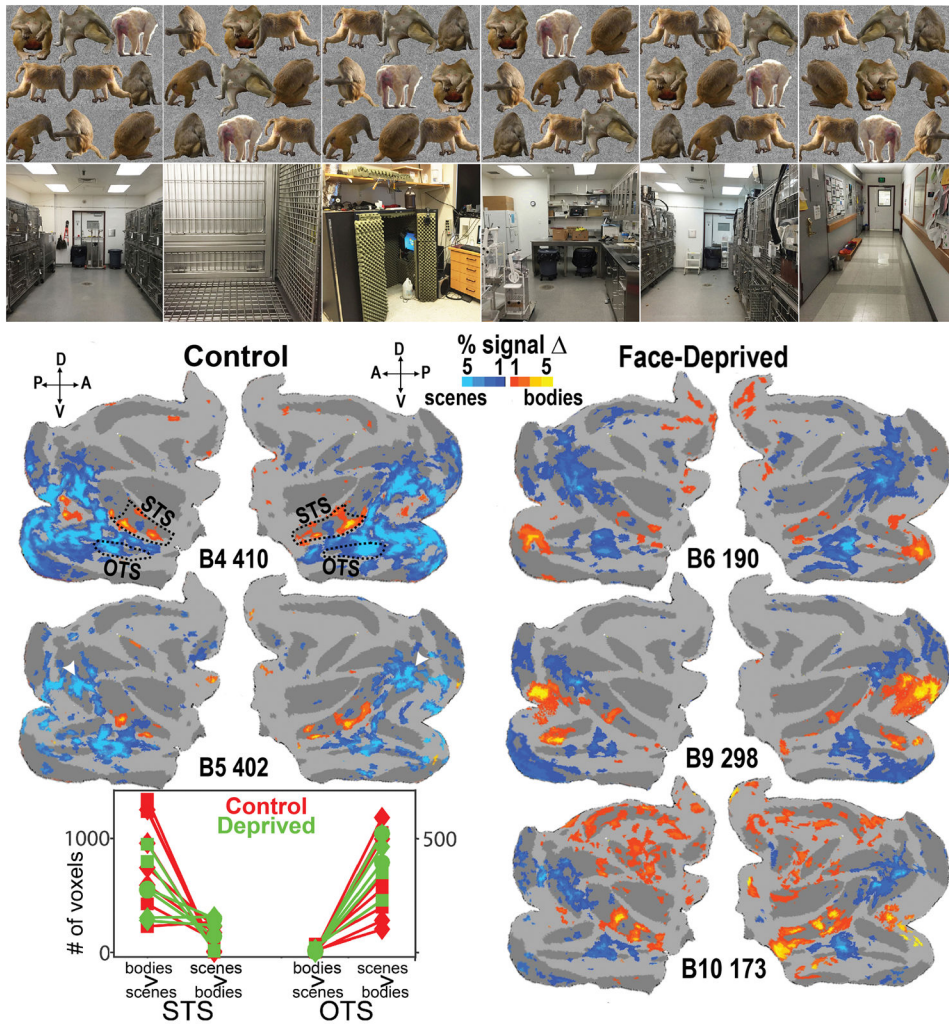 Control
% signal Δ
Face-Deprived
D
P A
V
D
A P
V
5 1 1 5
scenes bodies
STS
OTS
STS
OTS
B4 410
B6 190
B5 402
B9 298
B10 173
Control
Deprived
# of voxels
1000
0
500
bodies
>
scenes
scenes
>
bodies
bodies
>
scenes
scenes
>
bodies
STS
OTS